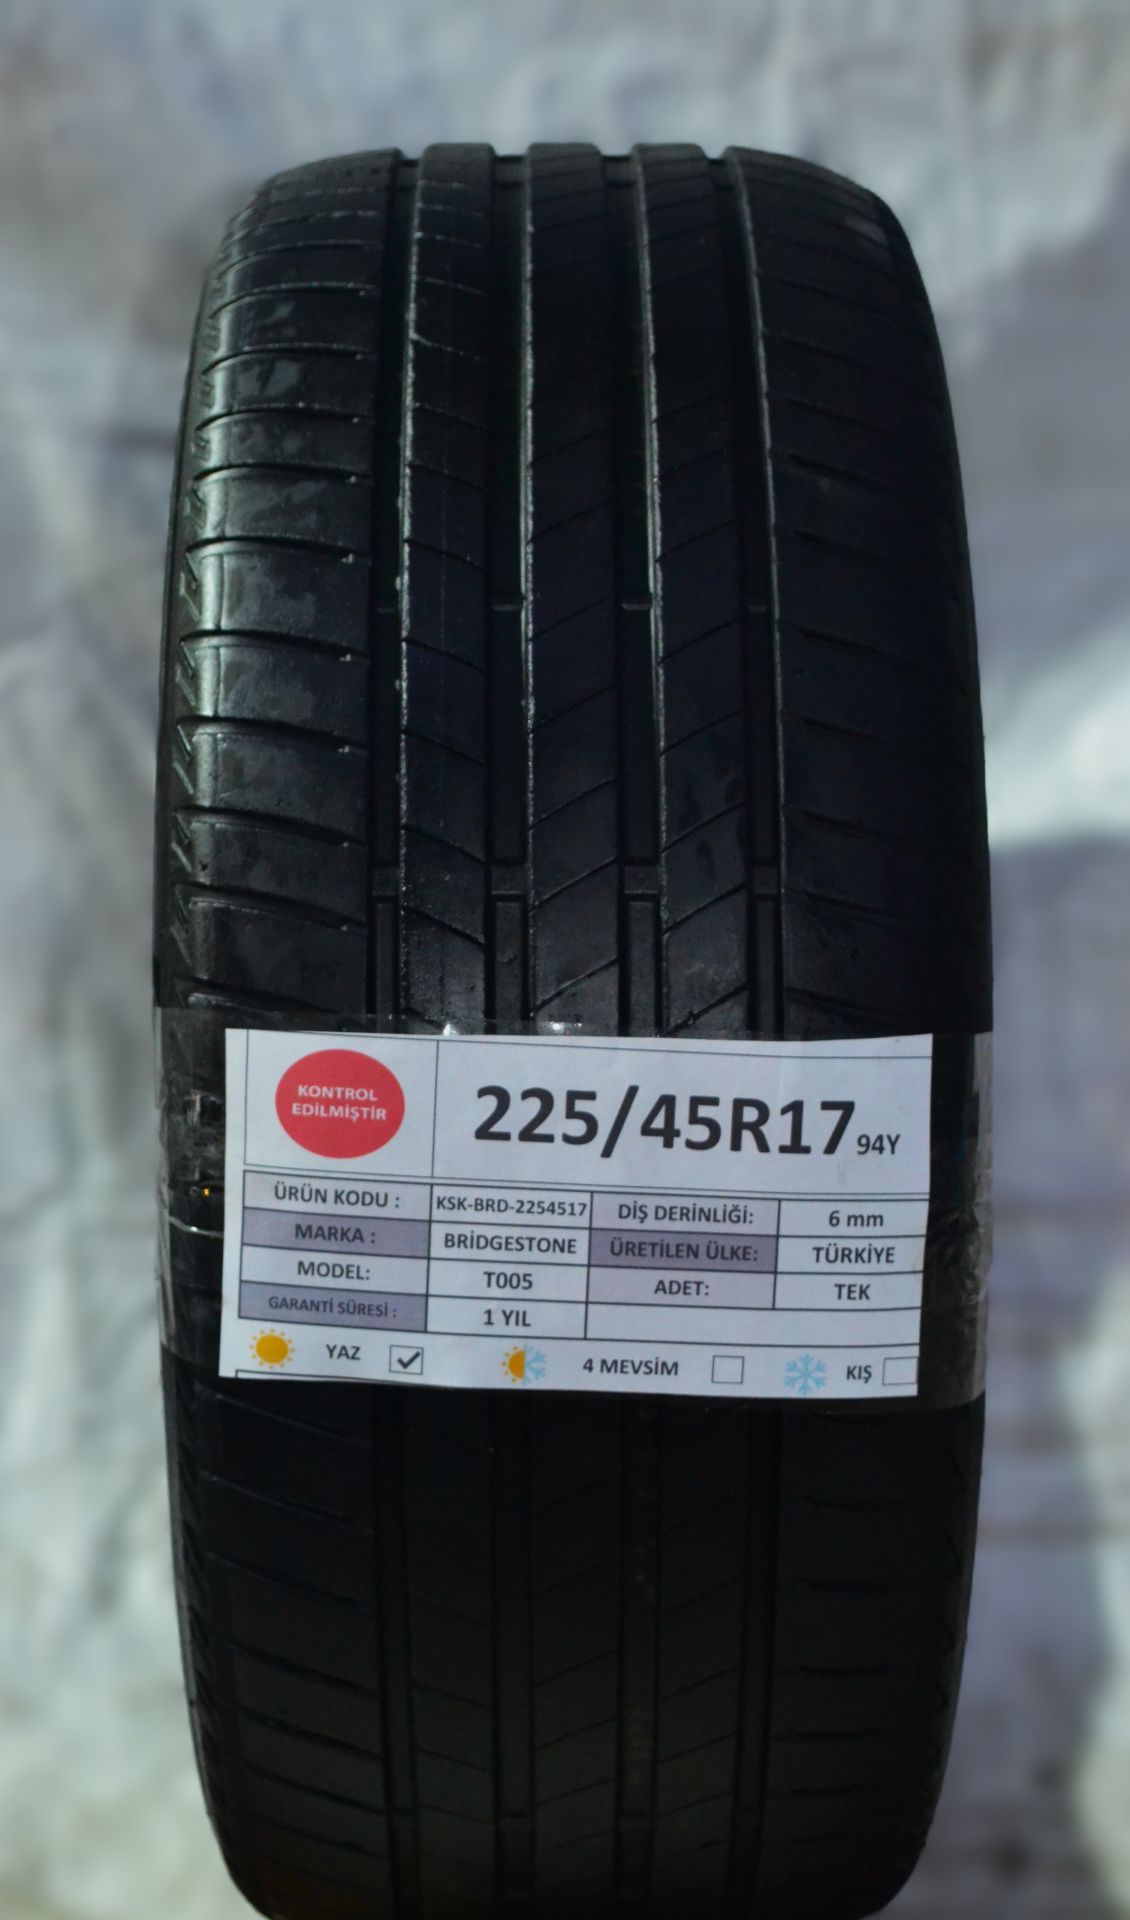 KONTROL
EDİLMİŞTİR
225/45R17 94Y
ÜRÜN KODU : KSK-BRD-2254517 DİŞ DERİNLİĞİ: 6 mm
MARKA : BRİDGESTONE ÜRETİLEN ÜLKE: TÜRKİYE
MODEL: T005 ADET: TEK
GARANTİ SÜRESİ : 1 YIL
YAZ 4 MEVSİM KIŞ